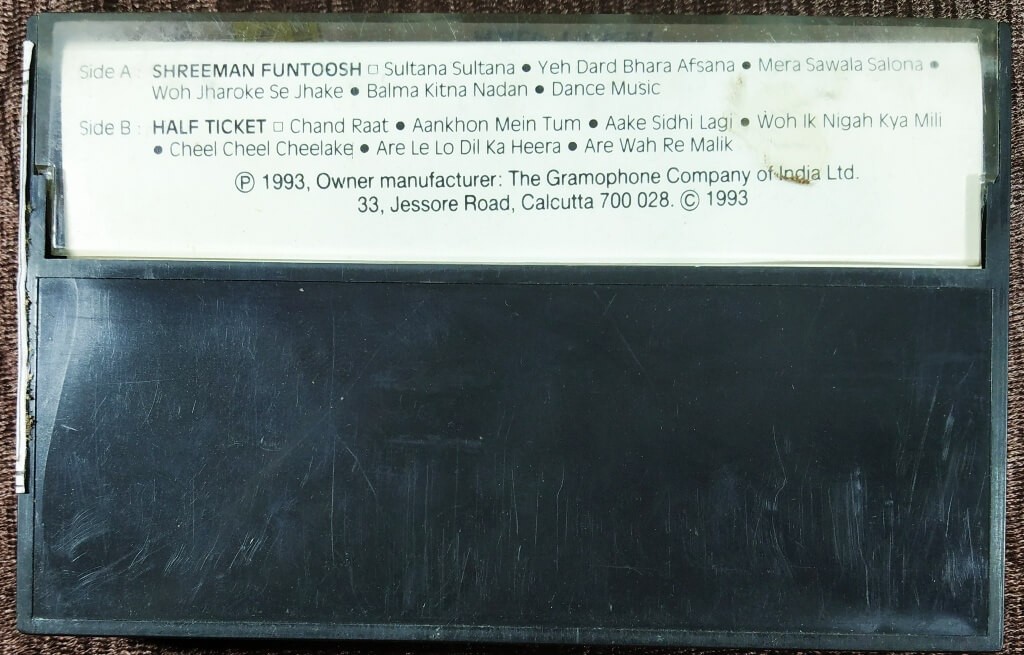 Side A : SHREEMAN FUNTOOSH □ Sultana Sultana ● Yeh Dard Bhara Afsana ● Mera Sawala Salona ●
Woh Jharoke Se Jhake ● Balma Kitna Nadan ● Dance Music
Side B : HALF TICKET □ Chand Raat ● Aankhon Mein Tum ● Aake Sidhi Lagi ● Woh Ik Nigah Kya Mili
● Cheel Cheel Cheelake ● Are Le Lo Dil Ka Heera ● Are Wah Re Malik
Ⓟ 1993, Owner manufacturer: The Gramophone Company of India Ltd.
33, Jessore Road, Calcutta 700 028. © 1993